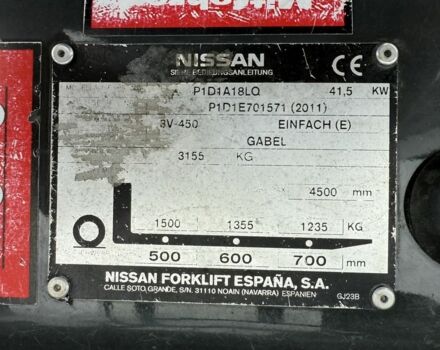 NISSAN
SIEHE BEDIENUNGSANLEITUNG
CE
P1D1A18LQ 41,5 KW
P1D1E701571 (2011)
3V-450 EINFACH (E)
GABEL
3155 KG
4500 mm
1500 1355 1235 KG
500 600 700 mm
NISSAN FORKLIFT ESPAÑA, S.A.
CALLE SOTO, GRANDE, S/N, 31110 NOAIN (NAVARRA) ESPANIEN
GJ23B